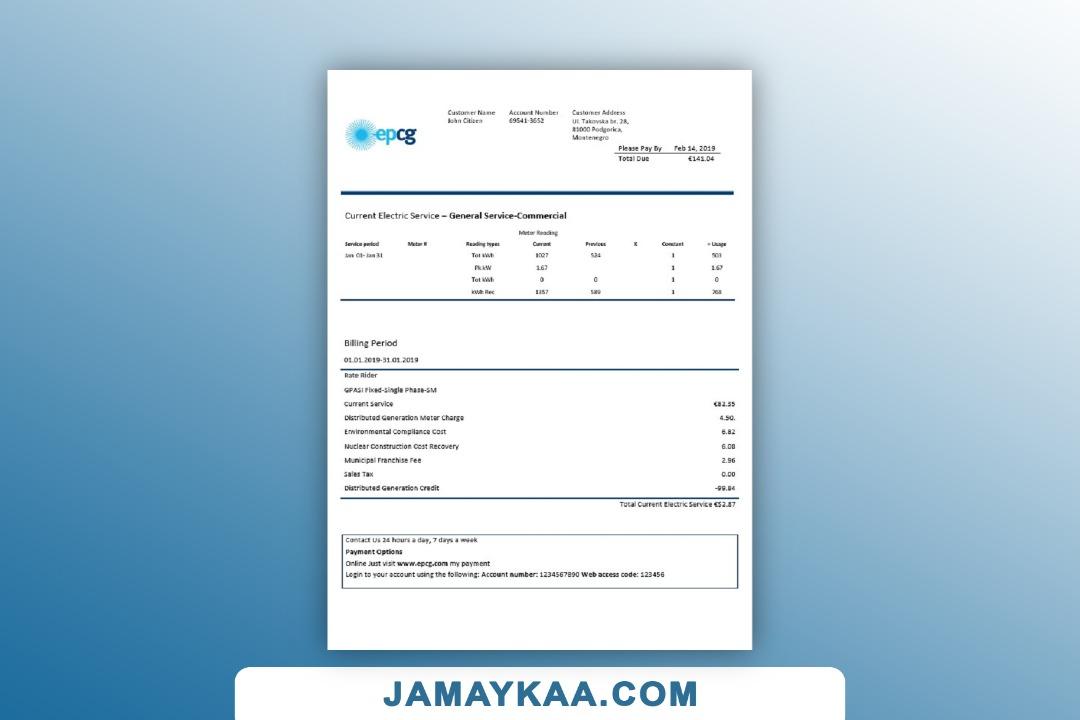 epcg
Customer Name Account Number Customer Address
John Citizen 69541-3652 Ul. Takovska br. 28,
81000 Podgorica,
Montenegro
Please Pay By Feb 14, 2019
Total Due €141.04
Current Electric Service – General Service-Commercial
Meter Reading
Service period Meter # Reading types Current Previous X Constant = Usage
Jan 01- Jan 31 Tot kWh 1027 524 1 503
Pk kW 1.67 1 1.67
Tot kWh 0 0 1 0
kWh Rec 1357 589 1 768
Billing Period
01.01.2019-31.01.2019
Rate Rider
GPASI Fixed-Single Phase-SM
Current Service €82.35
Distributed Generation Meter Charge 4.50.
Environmental Compliance Cost 6.82
Nuclear Construction Cost Recovery 6.08
Municipal Franchise Fee 2.96
Sales Tax 0.00
Distributed Generation Credit -99.84
Total Current Electric Service €52.87
Contact Us 24 hours a day, 7 days a week
Payment Options
Online Just visit www.epcg.com my payment
Login to your account using the following: Account number: 1234567890 Web access code: 123456
JAMAYKAA.COM